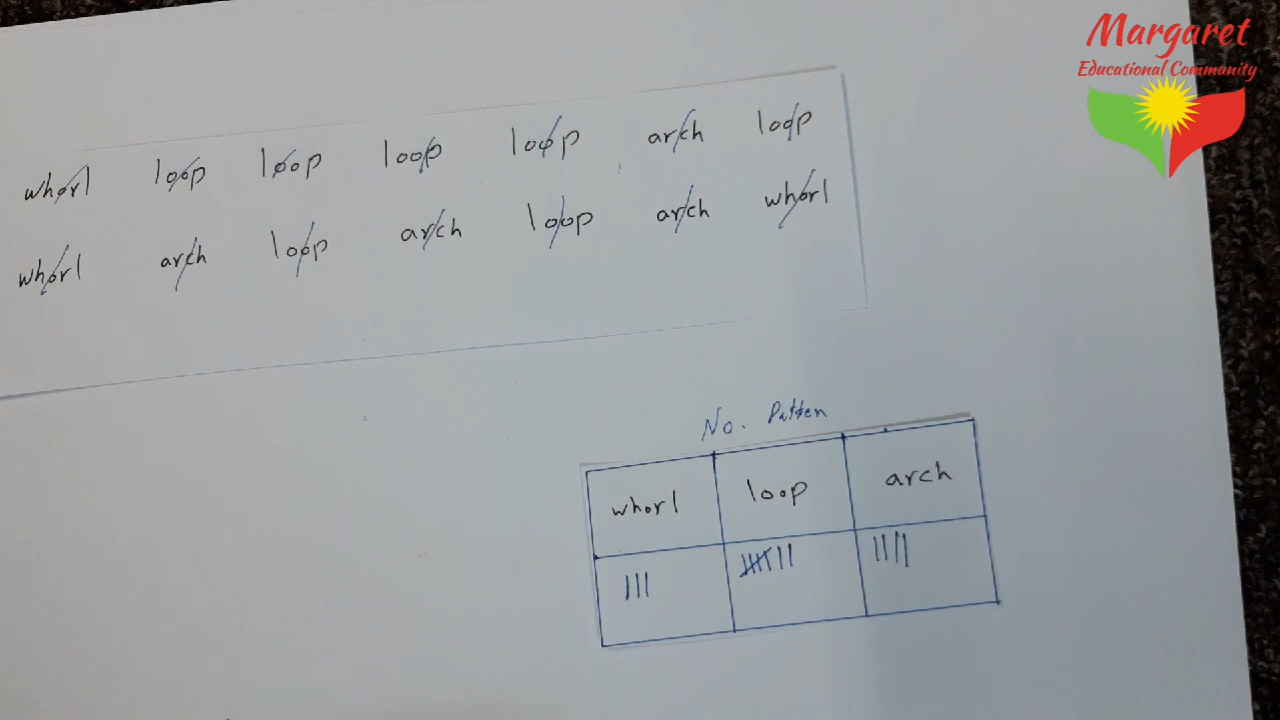 Margaret
Educational Community
whorl loop loop loop loop arch loop
whorl arch loop arch loop arch whorl
No. Patten
whorl loop arch